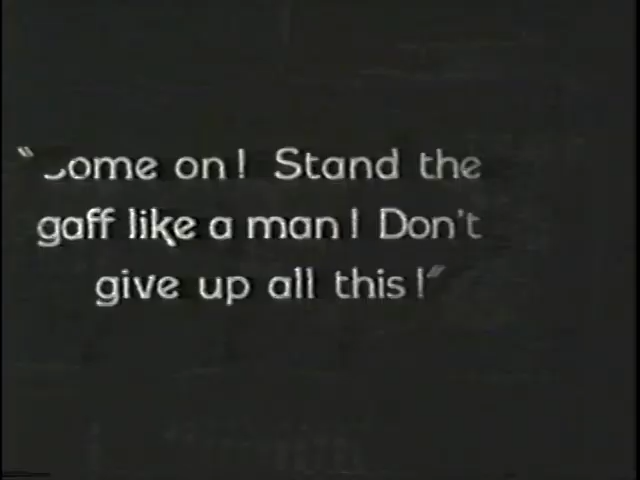 "Come on! Stand the
gaff like a man! Don't
give up all this!"